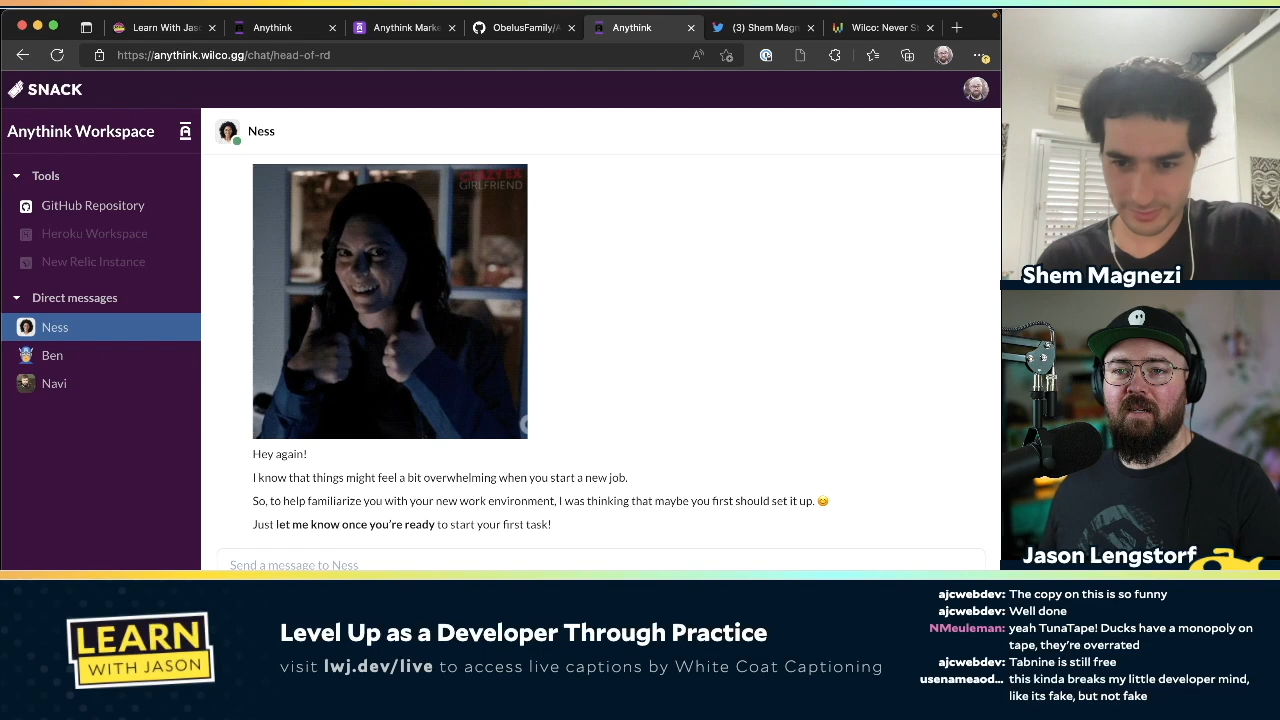 Learn With Jaso
Anythink
Anythink Marke
ObelusFamily/A
Anythink
(3) Shem Magn
Wilco: Never S
https://anythink.wilco.gg/chat/head-of-rd
SNACK
Anythink Workspace
Tools
GitHub Repository
Heroku Workspace
New Relic Instance
Direct messages
Ness
Ben
Navi
Ness
CRAZY EX
GIRLFRIEND
Hey again!
I know that things might feel a bit overwhelming when you start a new job.
So, to help familiarize you with your new work environment, I was thinking that maybe you first should set it up. 😊
Just let me know once you're ready to start your first task!
Send a message to Ness
Shem Magnezi
Jason Lengstorf
LEARN
WITH JASON
Level Up as a Developer Through Practice
visit lwj.dev/live to access live captions by White Coat Captioning
ajcwebdev: The copy on this is so funny
ajcwebdev: Well done
NMeuleman: yeah TunaTape! Ducks have a monopoly on
tape, they're overrated
ajcwebdev: Tabnine is still free
usenameaod... this kinda breaks my little developer mind,
like its fake, but not fake